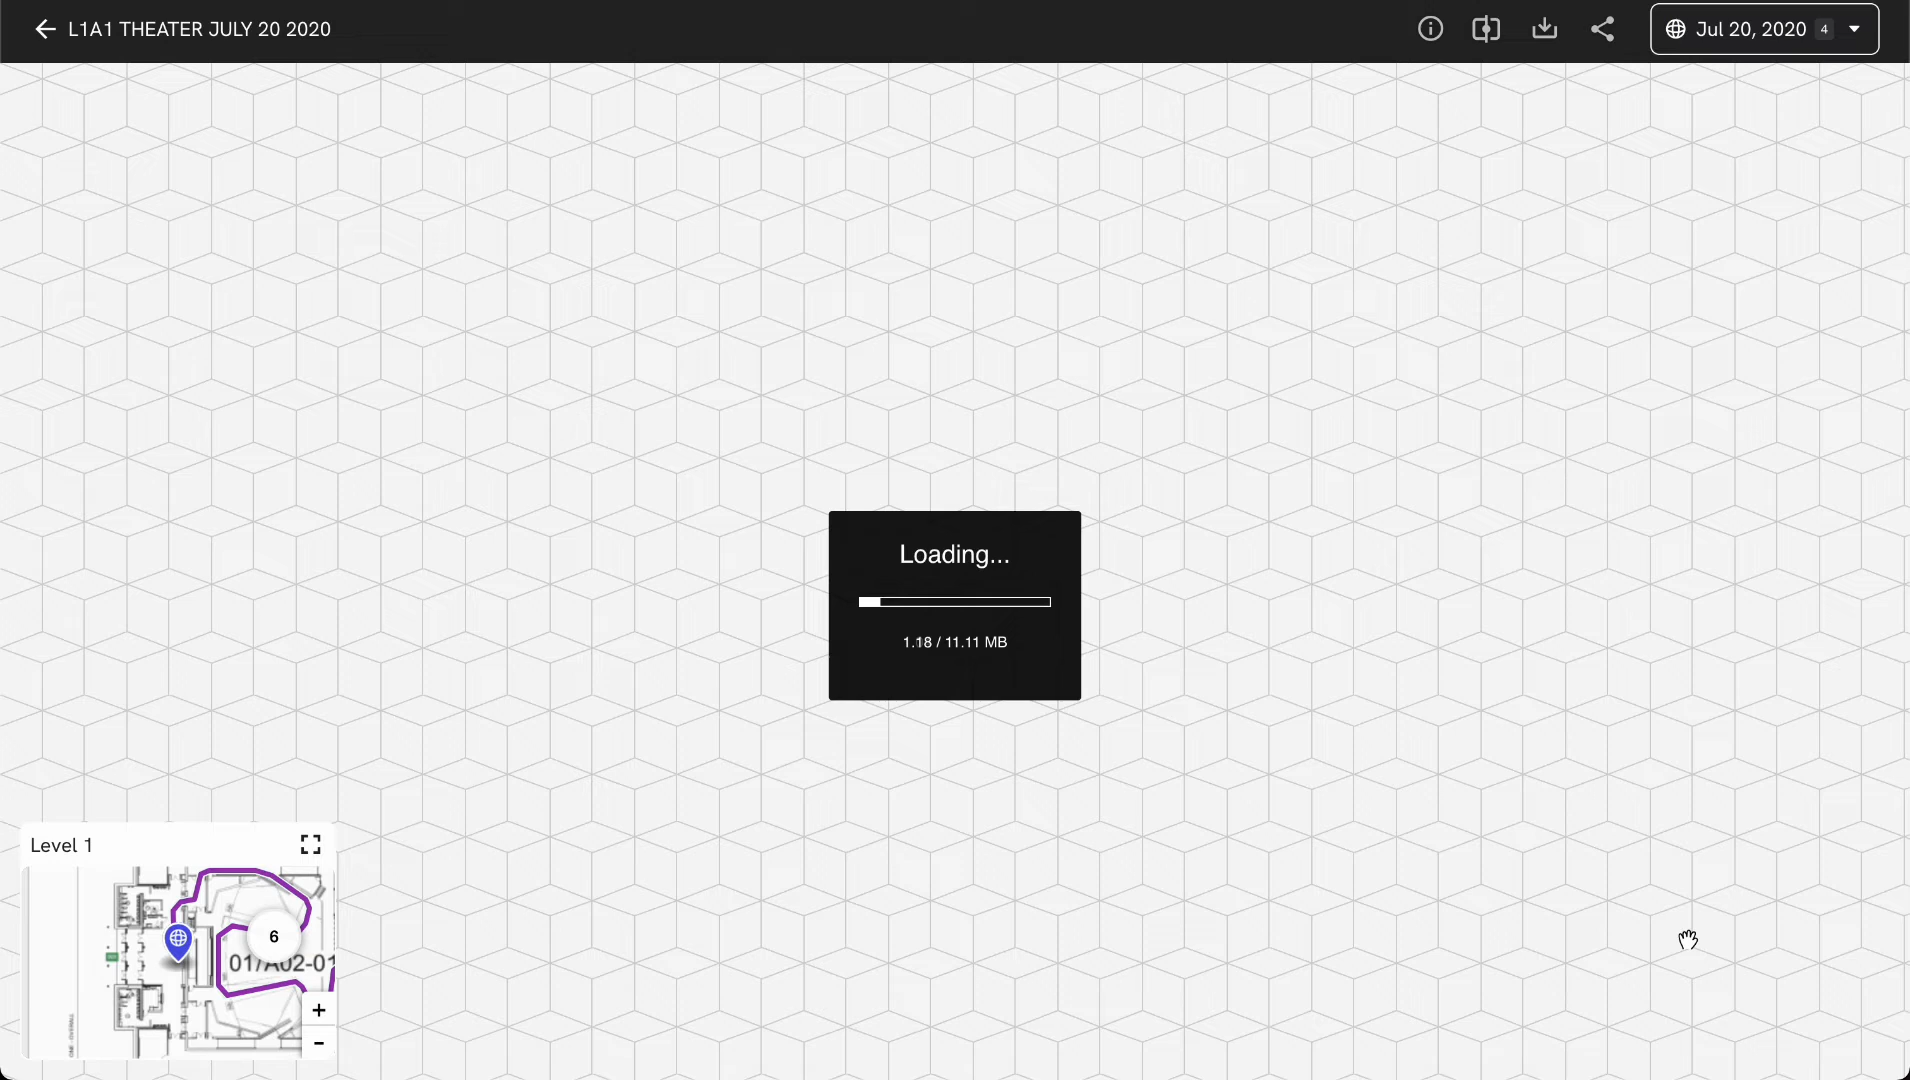 L1A1 THEATER JULY 20 2020
Jul 20, 2020 4
Loading...
1.18 / 11.11 MB
Level 1
6
01/A02-01
+
-